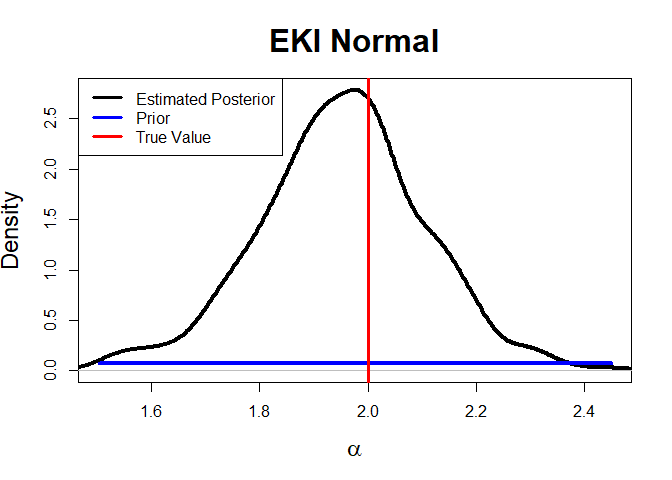 EKI Normal
Estimated Posterior
Prior
True Value
Density
0.0
0.5
1.0
1.5
2.0
2.5
1.6
1.8
2.0
2.2
2.4
α